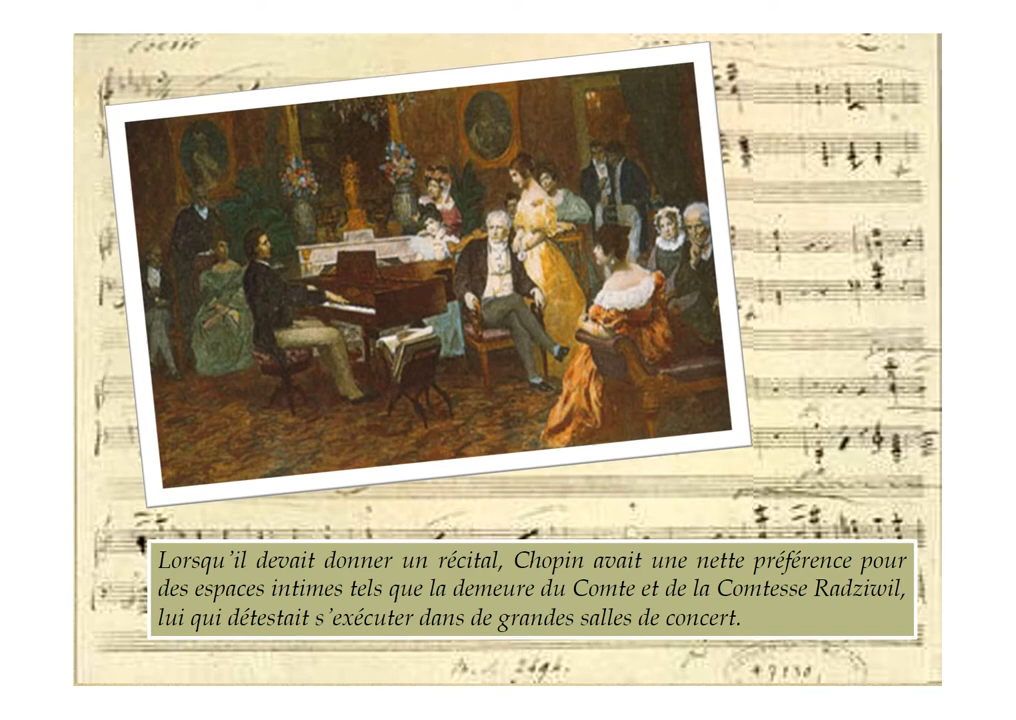 Lorsqu'il devait donner un récital, Chopin avait une nette préférence pour
des espaces intimes tels que la demeure du Comte et de la Comtesse Radziwil,
lui qui détestait s'exécuter dans de grandes salles de concert.